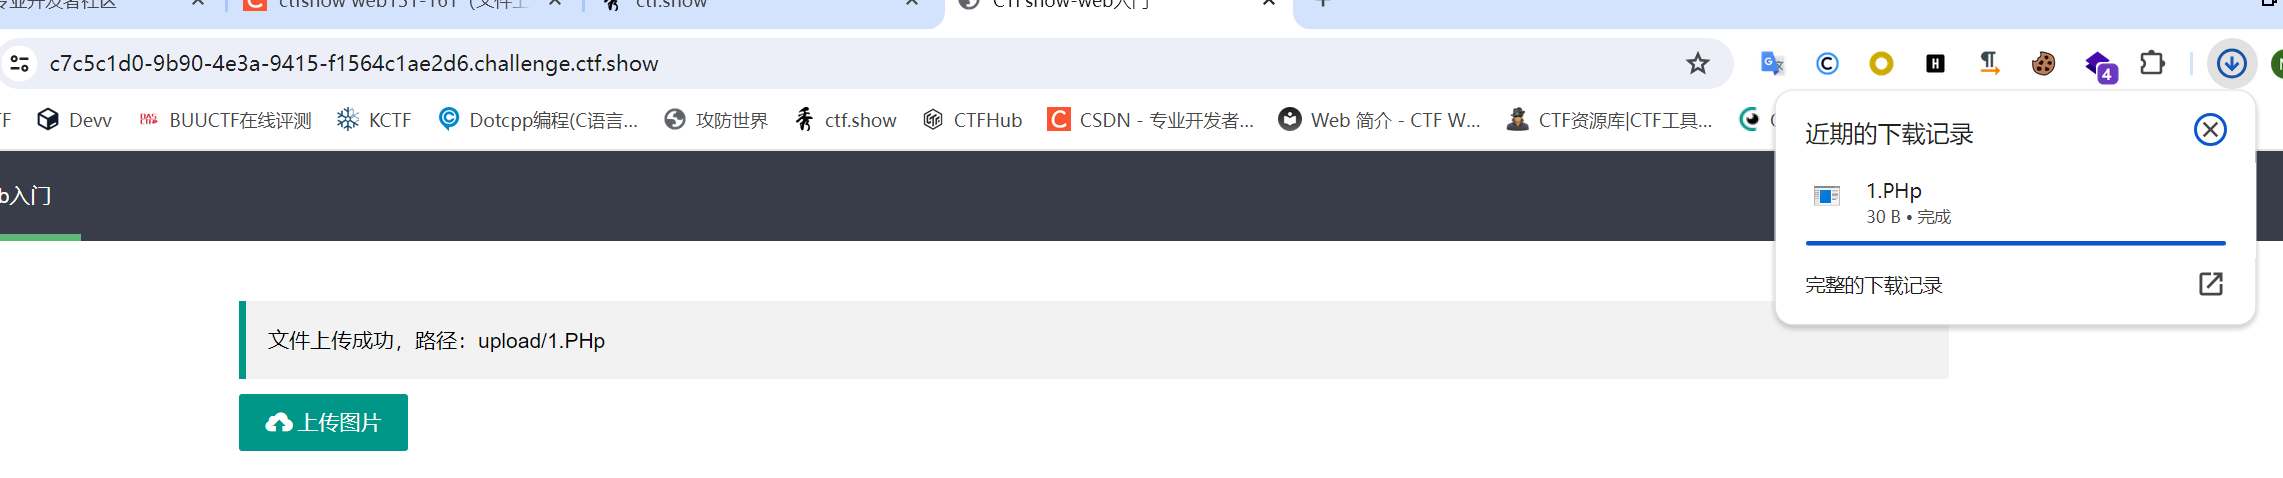 专业开发者社区
ctfshow web151-161（文件上
ctf.show
CTFshow-web入门
c7c5c1d0-9b90-4e3a-9415-f1564c1ae2d6.challenge.ctf.show
4
TF
Devv
BUUCTF在线评测
KCTF
Dotcpp编程(C语言...
攻防世界
ctf.show
CTFHub
CSDN - 专业开发者...
Web 简介 - CTF W...
CTF资源库|CTF工具...
近期的下载记录
1.PHp
30 B • 完成
完整的下载记录
b入门
文件上传成功，路径：upload/1.PHp
上传图片